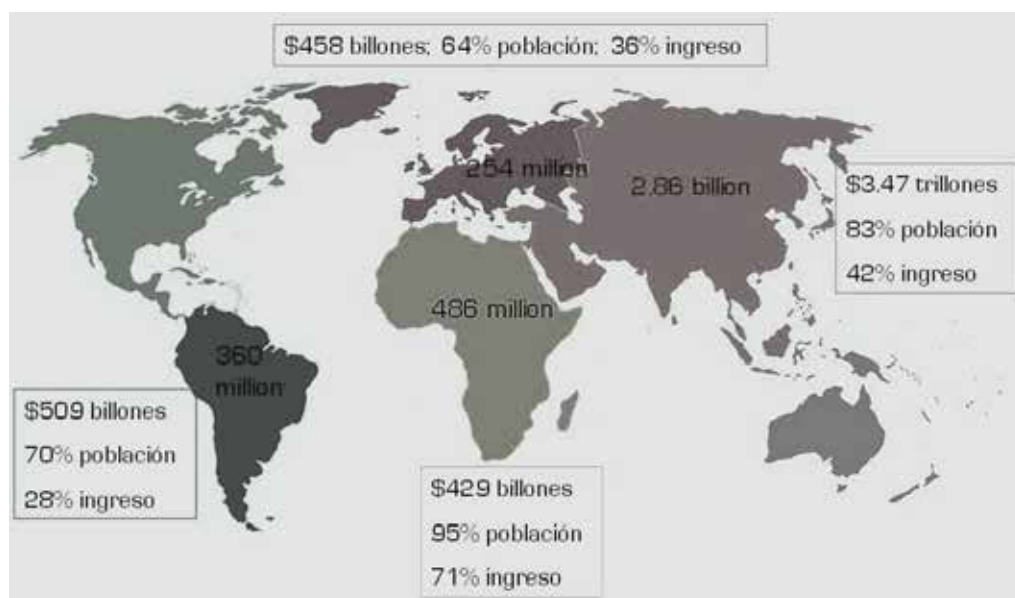 $458 billones; 64% población; 36% ingreso
254 million
2.86 billion
$3.47 trillones
83% población
42% ingreso
486 million
360
million
$509 billones
70% población
28% ingreso
$429 billones
95% población
71% ingreso